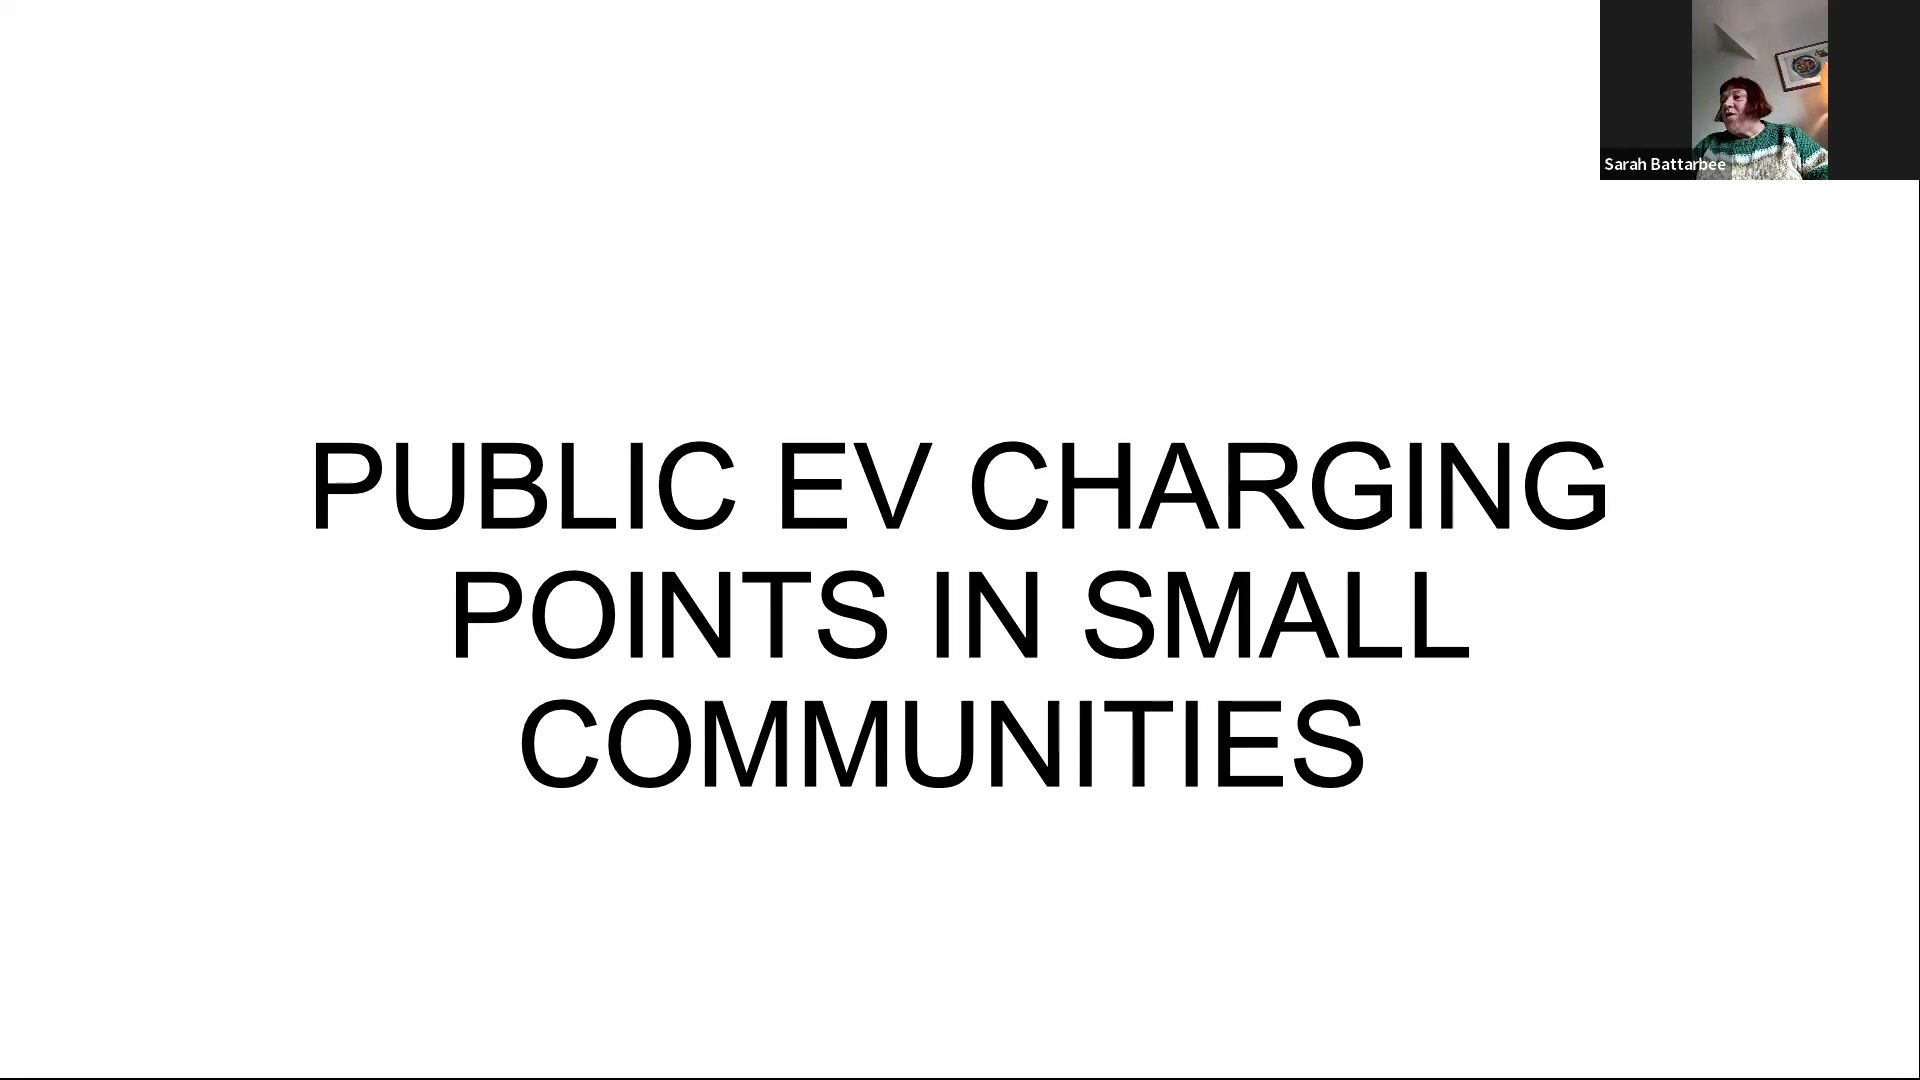 Sarah Battarbee
PUBLIC EV CHARGING
POINTS IN SMALL
COMMUNITIES